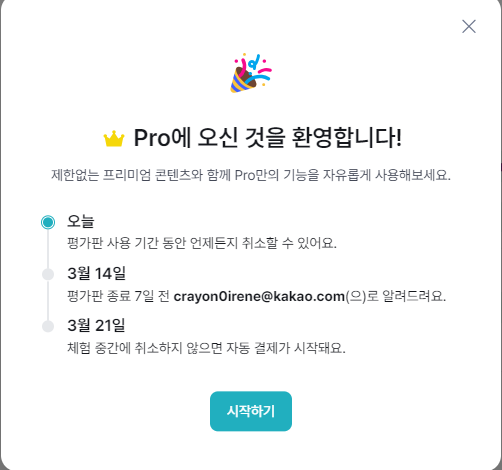 Pro에 오신 것을 환영합니다!
제한없는 프리미엄 콘텐츠와 함께 Pro만의 기능을 자유롭게 사용해보세요.
오늘
평가판 사용 기간 동안 언제든지 취소할 수 있어요.
3월 14일
평가판 종료 7일 전 crayon0irene@kakao.com(으)로 알려드려요.
3월 21일
체험 중간에 취소하지 않으면 자동 결제가 시작돼요.
시작하기